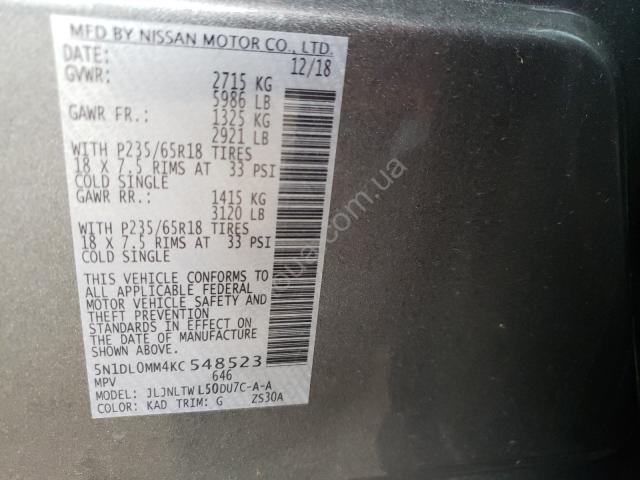 MFD BY NISSAN MOTOR CO., LTD.
DATE: 12/18
GVWR: 2715 KG
5986 LB
GAWR FR.: 1325 KG
2921 LB
WITH P235/65R18 TIRES
18 X 7.5 RIMS AT 33 PSI
COLD SINGLE
GAWR RR.: 1415 KG
3120 LB
WITH P235/65R18 TIRES
18 X 7.5 RIMS AT 33 PSI
COLD SINGLE
THIS VEHICLE CONFORMS TO
ALL APPLICABLE FEDERAL
MOTOR VEHICLE SAFETY AND
THEFT PREVENTION
STANDARDS IN EFFECT ON
THE DATE OF MANUFACTURE
SHOWN ABOVE.
5N1DL0MM4KC 548523
MPV 646
MODEL: JLJNLTW L50DU7C-A-A
COLOR: KAD TRIM: G ZS30A